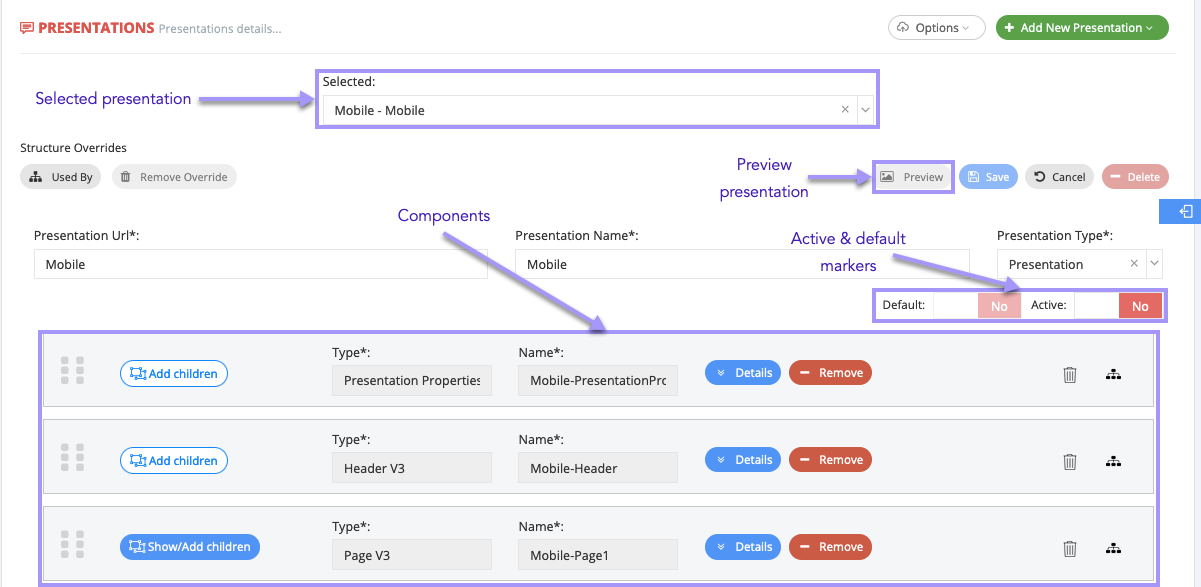 PRESENTATIONS Presentations details...
Options
Add New Presentation
Selected presentation
Selected:
Mobile - Mobile
Structure Overrides
Used By
Remove Override
Preview
presentation
Preview
Save
Cancel
Delete
Components
Active & default
markers
Presentation Url*:
Mobile
Presentation Name*:
Mobile
Presentation Type*:
Presentation
Default:
No
Active:
No
Add children
Type*:
Presentation Properties
Name*:
Mobile-PresentationPro
Details
Remove
Add children
Type*:
Header V3
Name*:
Mobile-Header
Details
Remove
Show/Add children
Type*:
Page V3
Name*:
Mobile-Page1
Details
Remove